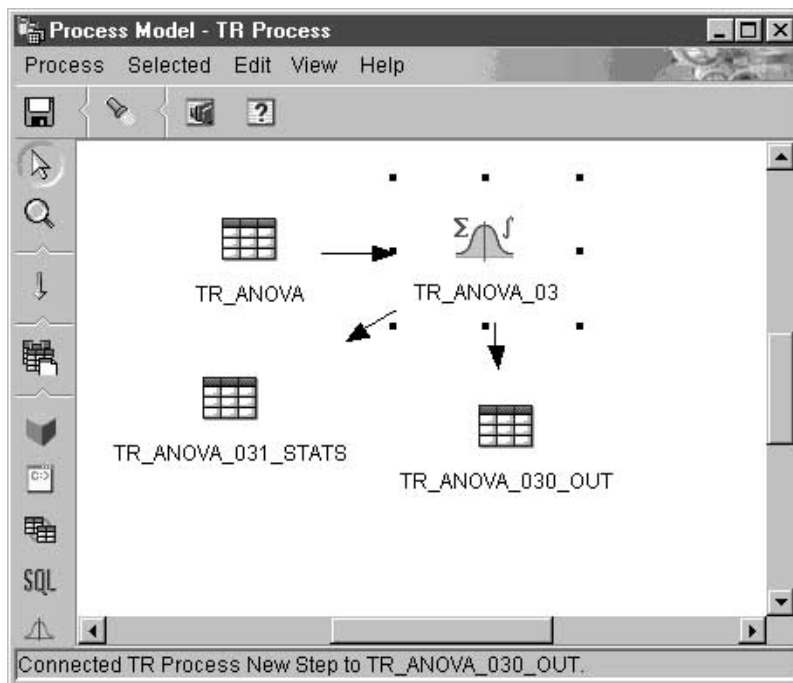 Process Model - TR Process
Process Selected Edit View Help
TR_ANOVA
TR_ANOVA_03
TR_ANOVA_031_STATS
TR_ANOVA_030_OUT
SQL
Connected TR Process New Step to TR_ANOVA_030_OUT.